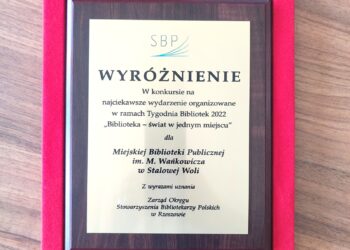 SBP
WYRÓŻNIENIE
W konkursie na
najciekawsze wydarzenie organizowane
w ramach Tygodnia Bibliotek 2022
„Biblioteka – świat w jednym miejscu"
dla
Miejskiej Biblioteki Publicznej
im. M. Wańkowicza
w Stalowej Woli
Z wyrazami uznania
Zarząd Okręgu
Stowarzyszenia Bibliotekarzy Polskich
w Rzeszowie